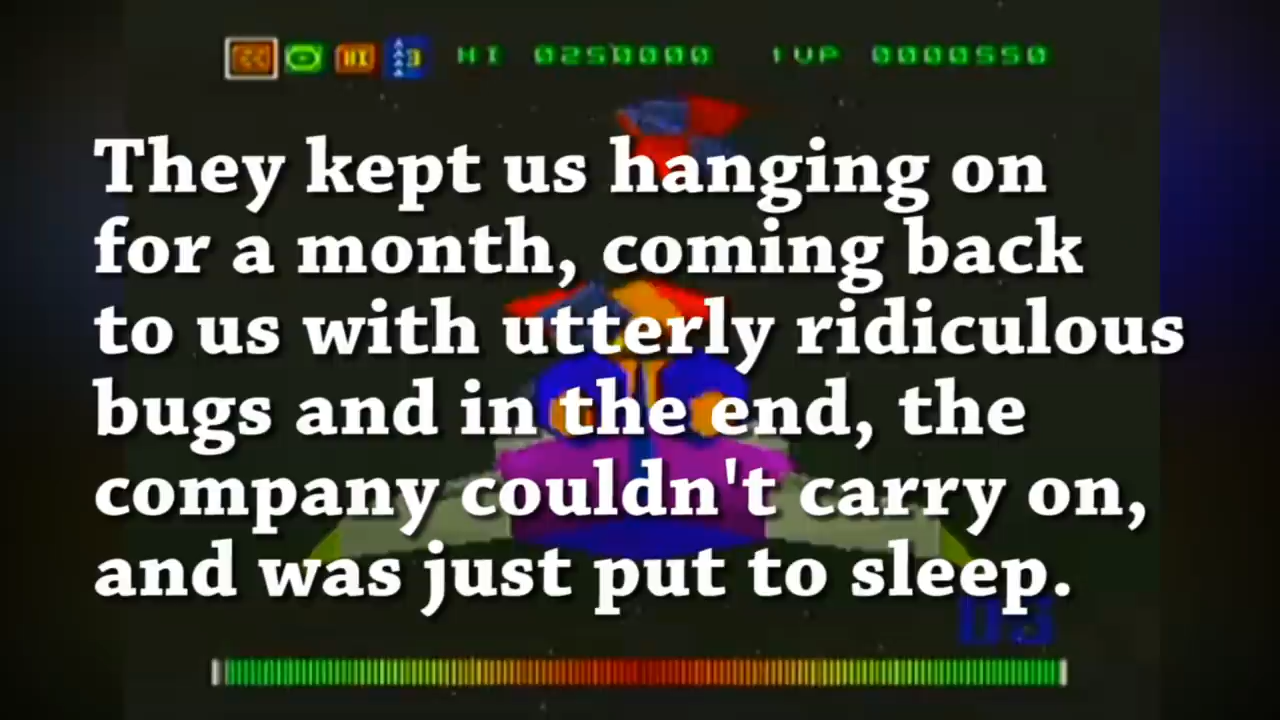 HI 0250000 1UP 0000550
They kept us hanging on
for a month, coming back
to us with utterly ridiculous
bugs and in the end, the
company couldn't carry on,
and was just put to sleep.
03